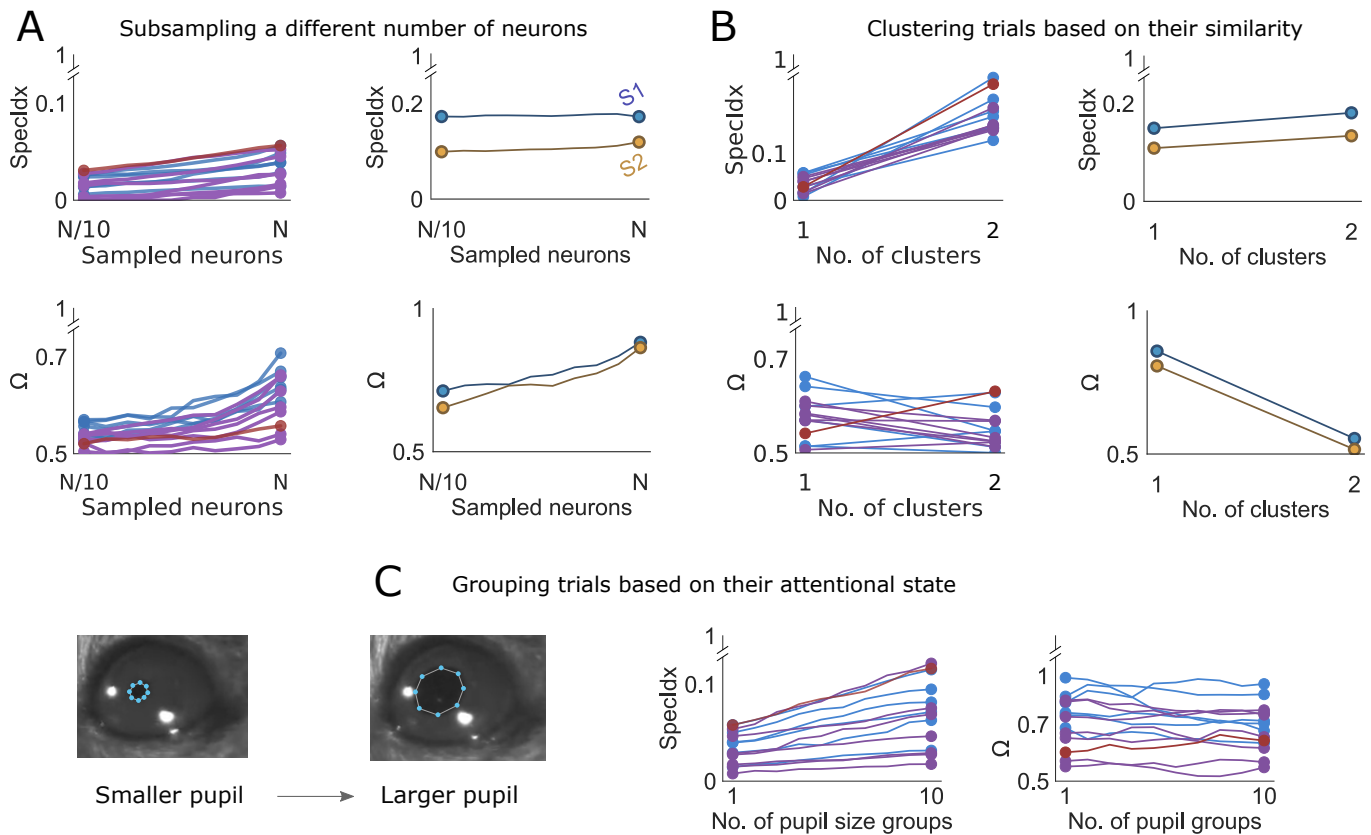 A
Subsampling a different number of neurons
1
SpecIdx
0.1
0
N/10
N
Sampled neurons
1
SpecIdx
0.2
S1
S2
0
N/10
N
Sampled neurons
1
Ω
0.7
0.5
N/10
N
Sampled neurons
1
Ω
0.5
N/10
N
Sampled neurons
B
Clustering trials based on their similarity
1
SpecIdx
0.1
0
1
2
No. of clusters
1
SpecIdx
0.2
0
1
2
No. of clusters
1
Ω
0.7
0.5
1
2
No. of clusters
1
Ω
0.5
1
2
No. of clusters
C
Grouping trials based on their attentional state
Smaller pupil
Larger pupil
1
SpecIdx
0.1
0
1
10
No. of pupil size groups
1
Ω
0.7
0.5
1
10
No. of pupil groups